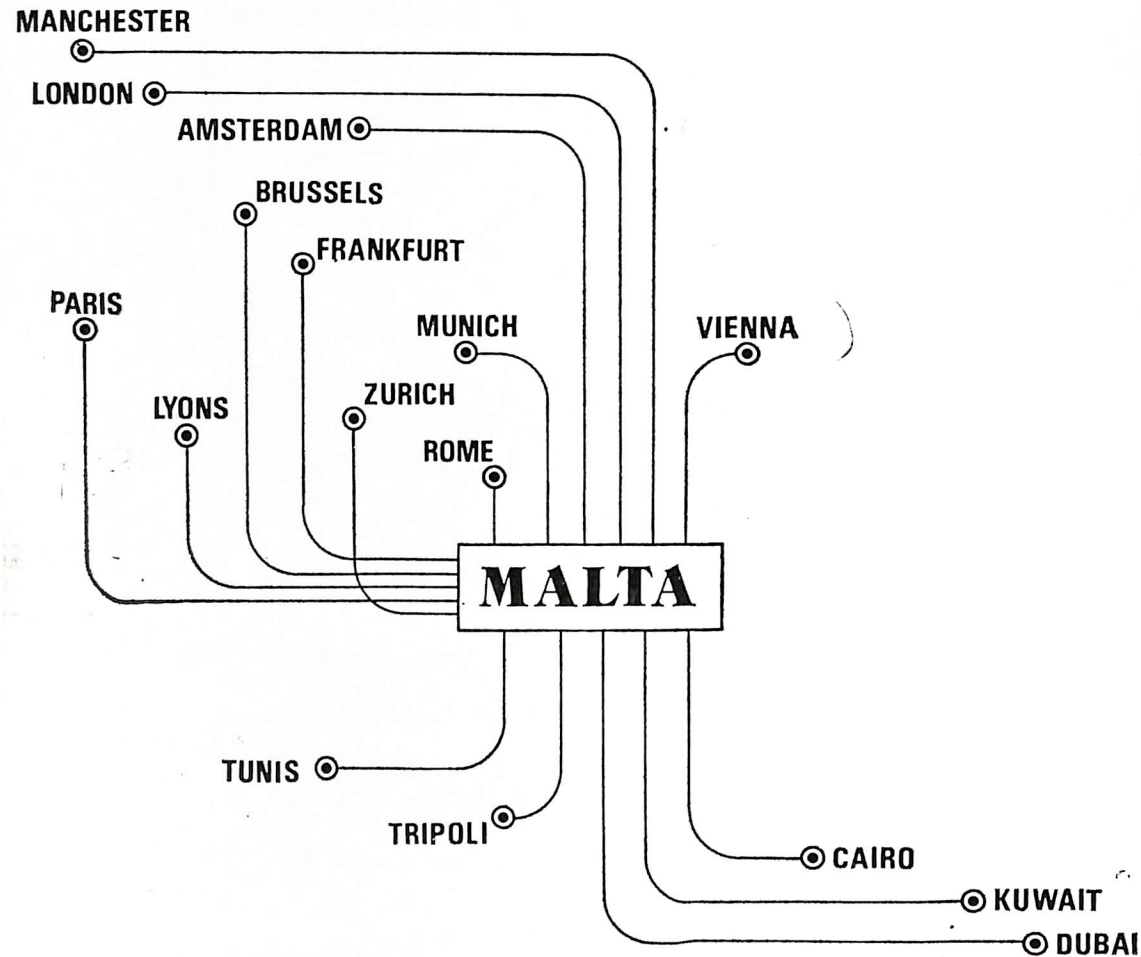 MANCHESTER
LONDON
AMSTERDAM
BRUSSELS
FRANKFURT
PARIS
MUNICH
VIENNA
ZURICH
LYONS
ROME
MALTA
TUNIS
TRIPOLI
CAIRO
KUWAIT
DUBAI